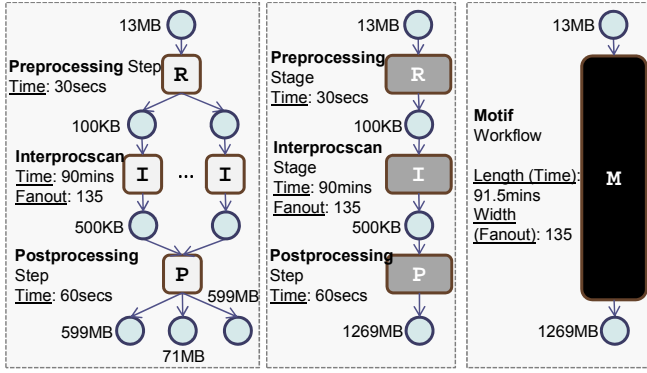 13MB
Preprocessing Step
Time: 30secs
R
100KB
Interprocscan
Time: 90mins
Fanout: 135
I ... I
500KB
Postprocessing
Step
Time: 60secs
P
599MB
599MB
71MB
13MB
Preprocessing
Stage
Time: 30secs
R
100KB
Interprocscan
Stage
Time: 90mins
Fanout: 135
I
500KB
Postprocessing
Step
Time: 60secs
P
1269MB
13MB
Motif
Workflow
Length (Time):
91.5mins
Width
(Fanout): 135
M
1269MB